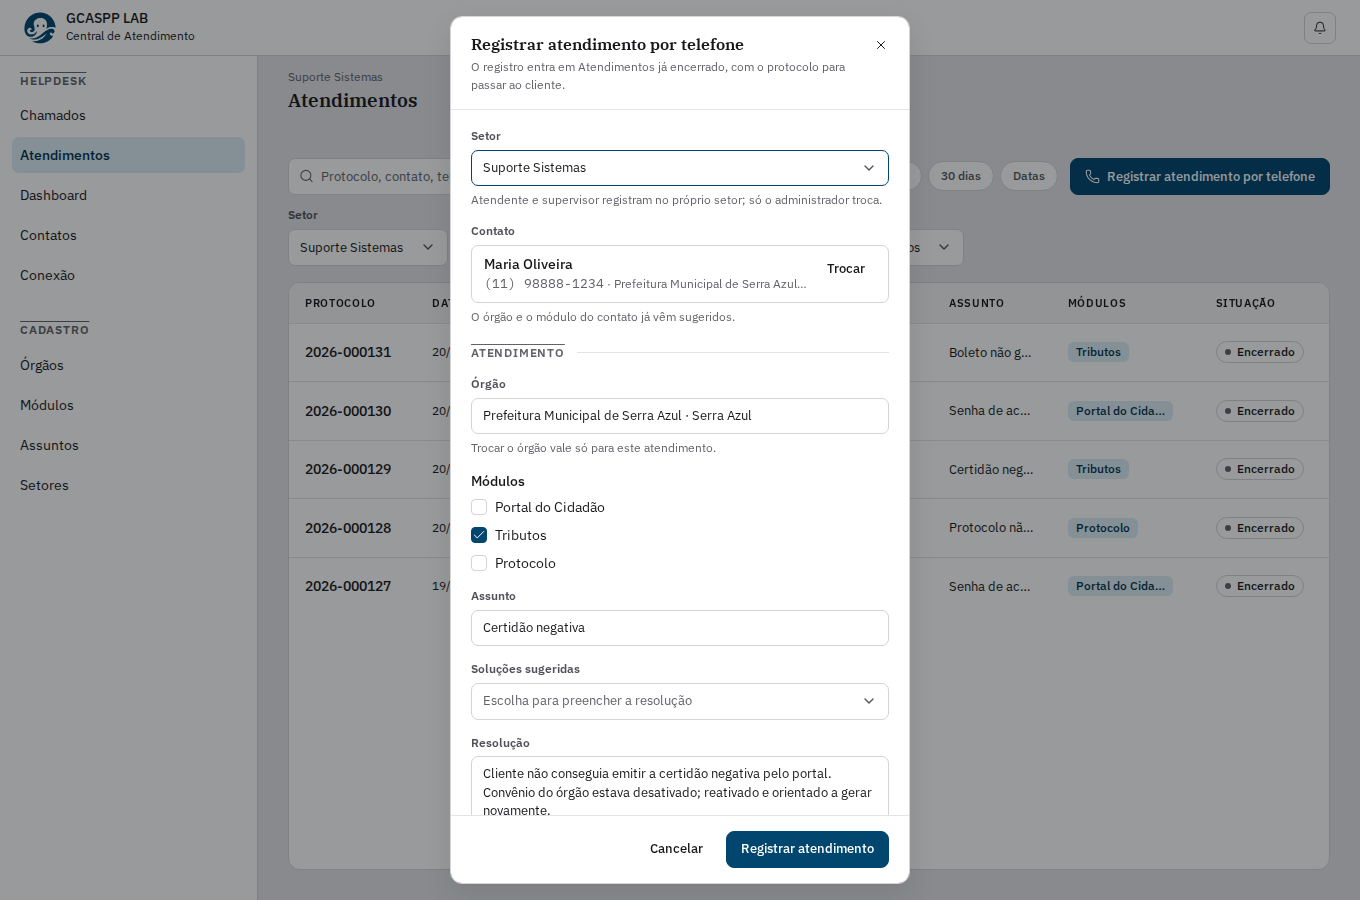 GCASPP LAB
Central de Atendimento
HELPDESK
Chamados
Atendimentos
Dashboard
Contatos
Conexão
CADASTRO
Órgãos
Módulos
Assuntos
Setores
Suporte Sistemas
Atendimentos
Protocolo, contato, te
30 dias
Datas
Registrar atendimento por telefone
Setor
Suporte Sistemas
os
PROTOCOLO
DAT
ASSUNTO
MÓDULOS
SITUAÇÃO
2026-000131
20/
Boleto não g...
Tributos
Encerrado
2026-000130
20/
Senha de ac...
Portal do Cida...
Encerrado
2026-000129
20/
Certidão neg...
Tributos
Encerrado
2026-000128
20/
Protocolo nã...
Protocolo
Encerrado
2026-000127
19/
Senha de ac...
Portal do Cida...
Encerrado
Registrar atendimento por telefone
O registro entra em Atendimentos já encerrado, com o protocolo para
passar ao cliente.
Setor
Suporte Sistemas
Atendente e supervisor registram no próprio setor; só o administrador troca.
Contato
Maria Oliveira
(11) 98888-1234 · Prefeitura Municipal de Serra Azul...
Trocar
O órgão e o módulo do contato já vêm sugeridos.
ATENDIMENTO
Órgão
Prefeitura Municipal de Serra Azul · Serra Azul
Trocar o órgão vale só para este atendimento.
Módulos
Portal do Cidadão
Tributos
Protocolo
Assunto
Certidão negativa
Soluções sugeridas
Escolha para preencher a resolução
Resolução
Cliente não conseguia emitir a certidão negativa pelo portal.
Convênio do órgão estava desativado; reativado e orientado a gerar
novamente.
Cancelar
Registrar atendimento